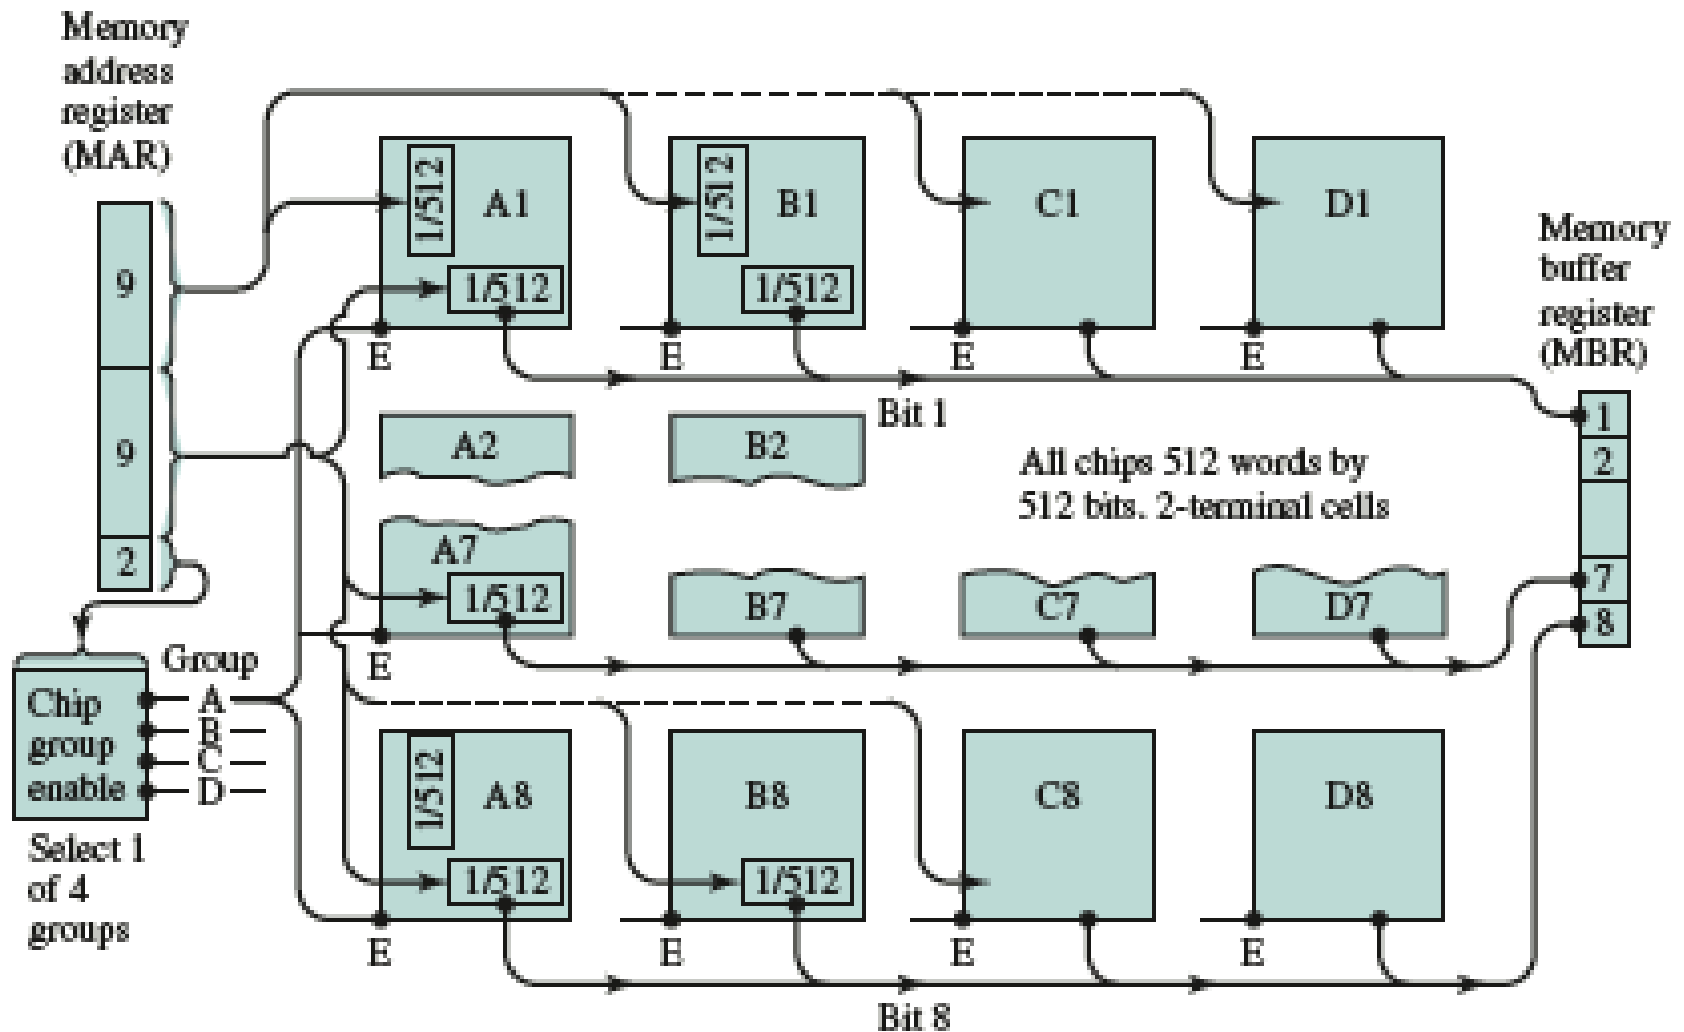 Memory
address
register
(MAR)
9
9
2
Chip
group
enable
Select 1
of 4
groups
Group
A
B
C
D
1/512
A1
1/512
E
1/512
B1
1/512
E
C1
E
D1
E
Bit 1
A2
B2
All chips 512 words by
512 bits. 2-terminal cells
A7
1/512
E
B7
C7
D7
1/512
A8
1/512
E
B8
1/512
E
C8
E
D8
E
Bit 8
Memory
buffer
register
(MBR)
1
2
7
8